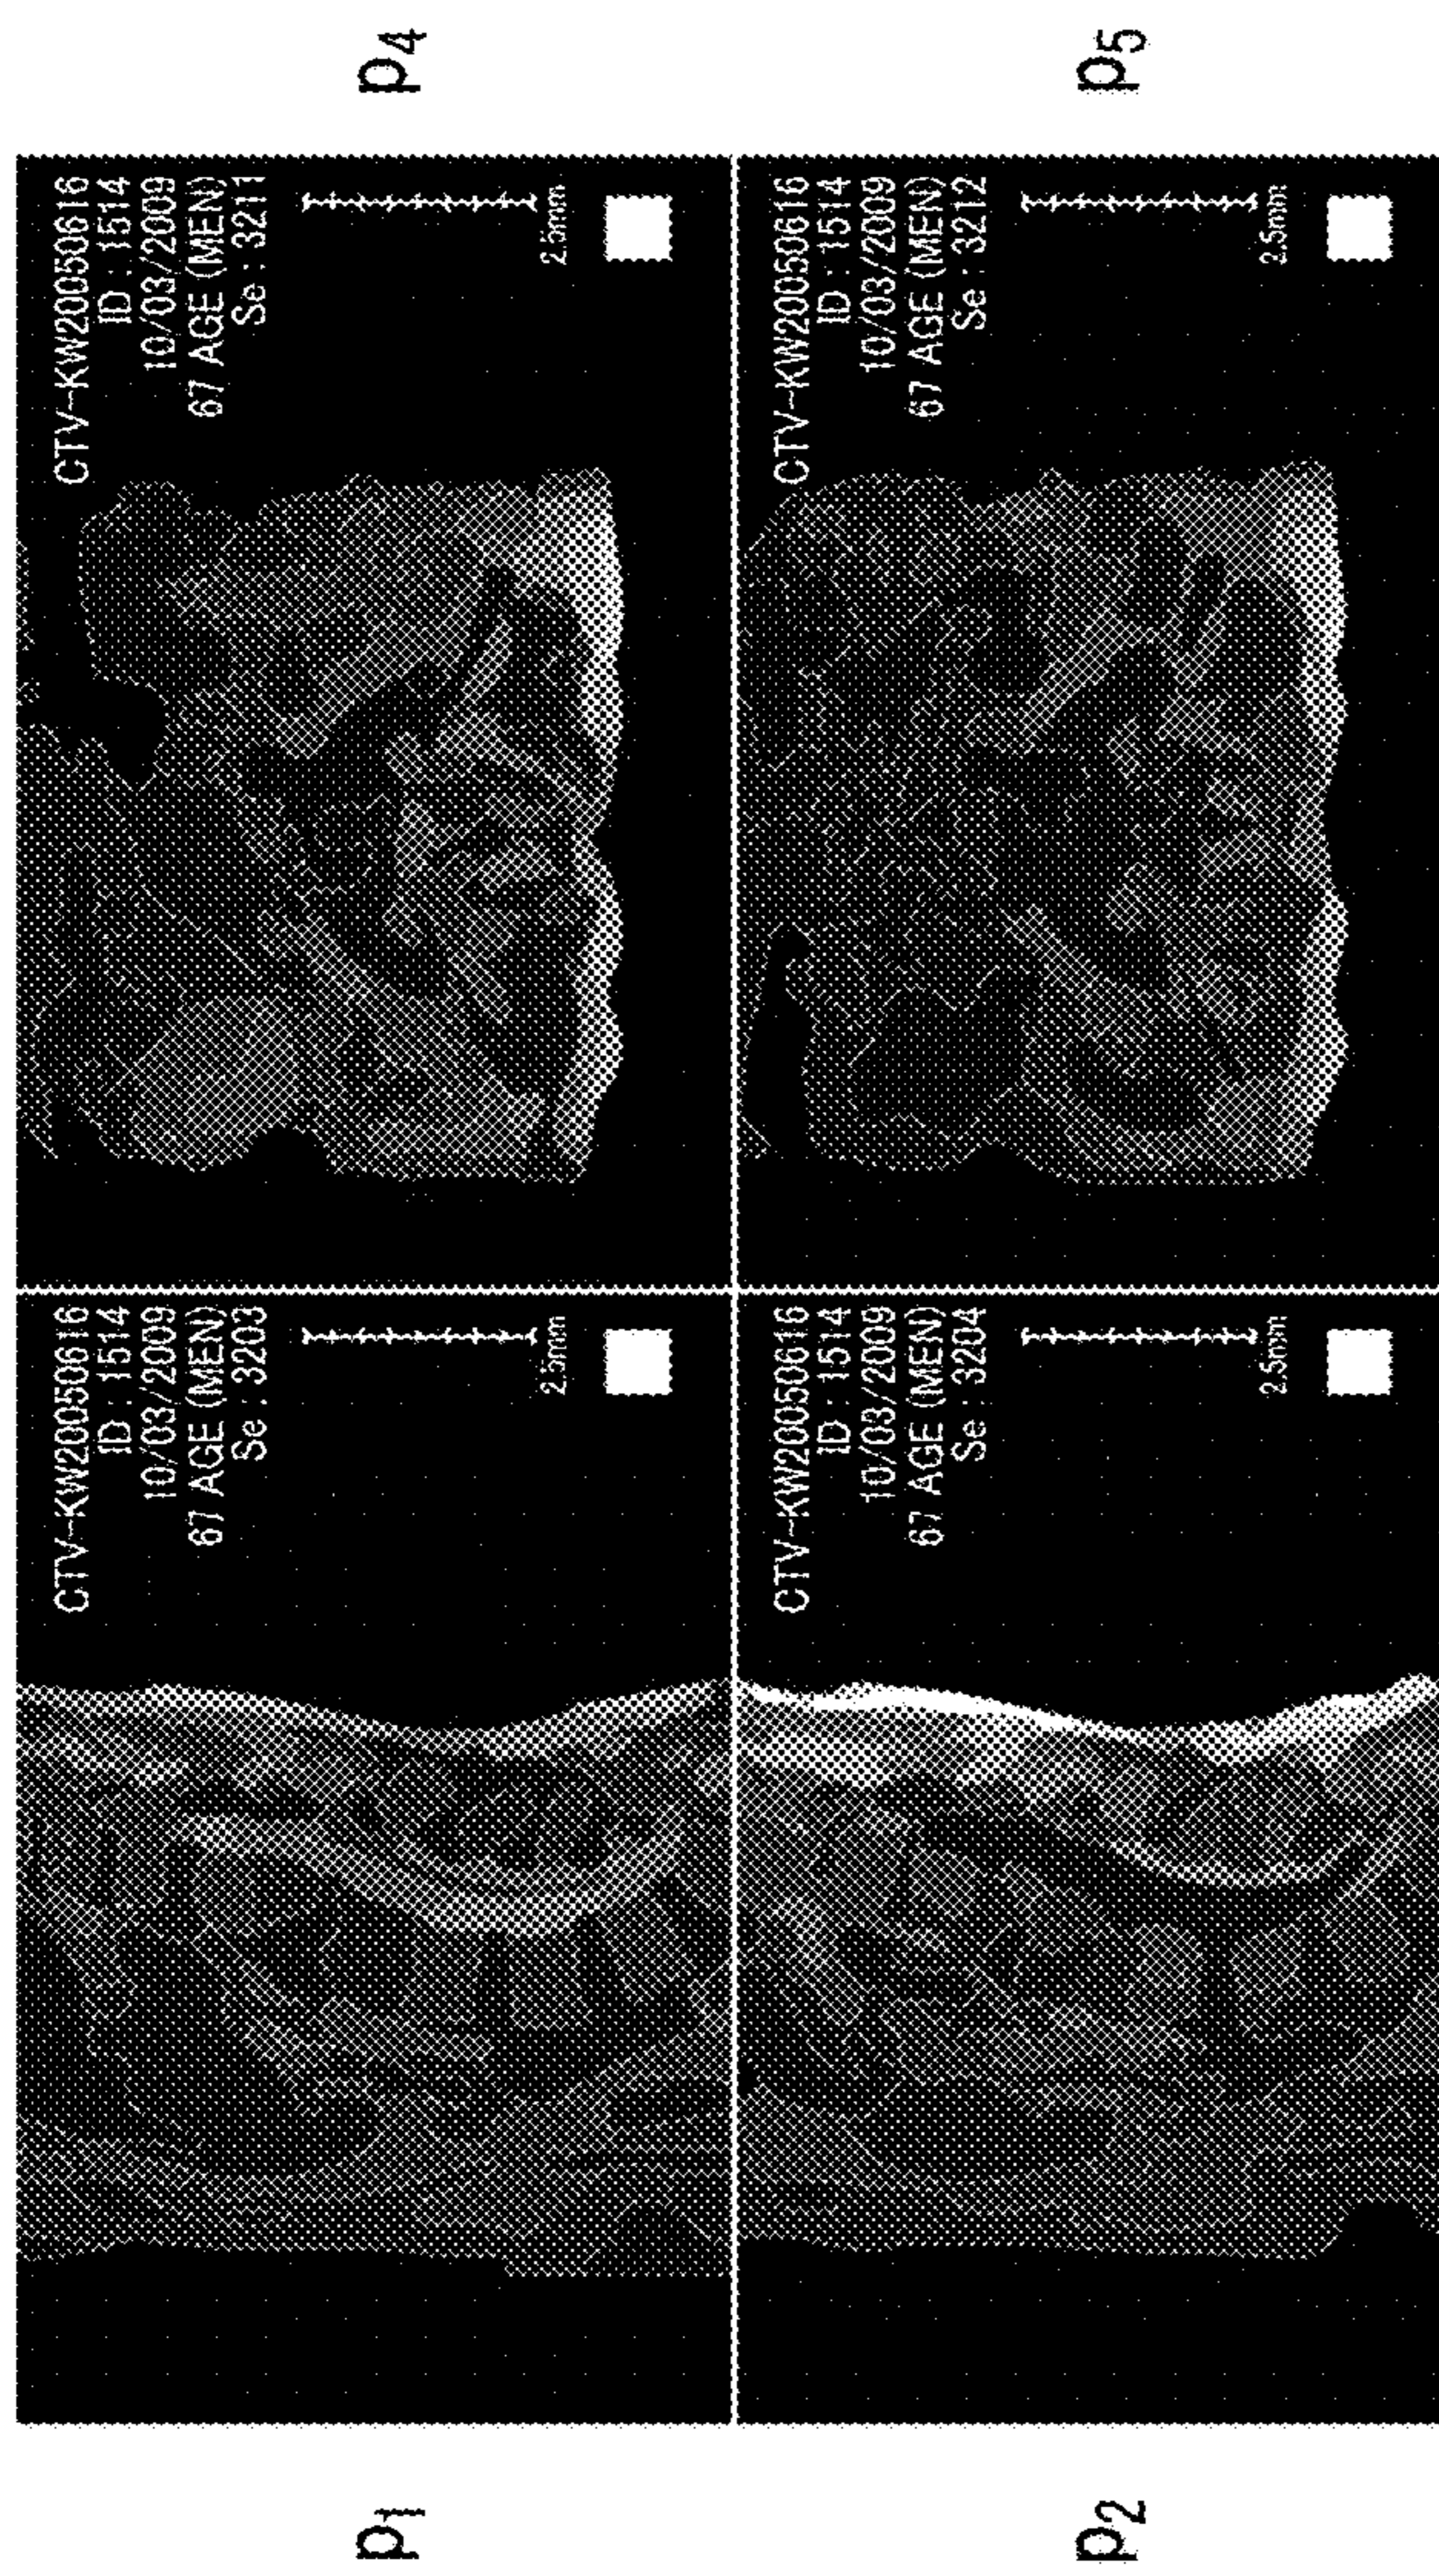 p1
CTV-KW20050616
ID : 1514
10/03/2009
67 AGE (MEN)
Se : 3203
2.5mm
CTV-KW20050616
ID : 1514
10/03/2009
67 AGE (MEN)
Se : 3211
2.5mm
p4
p2
CTV-KW20050616
ID : 1514
10/03/2009
67 AGE (MEN)
Se : 3204
2.5mm
CTV-KW20050616
ID : 1514
10/03/2009
67 AGE (MEN)
Se : 3212
2.5mm
p5